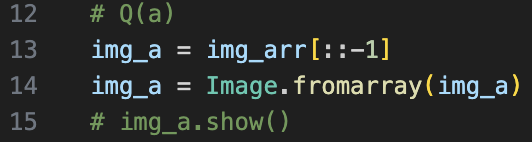 12 # Q(a)
13 img_a = img_arr[::-1]
14 img_a = Image.fromarray(img_a)
15 # img_a.show()